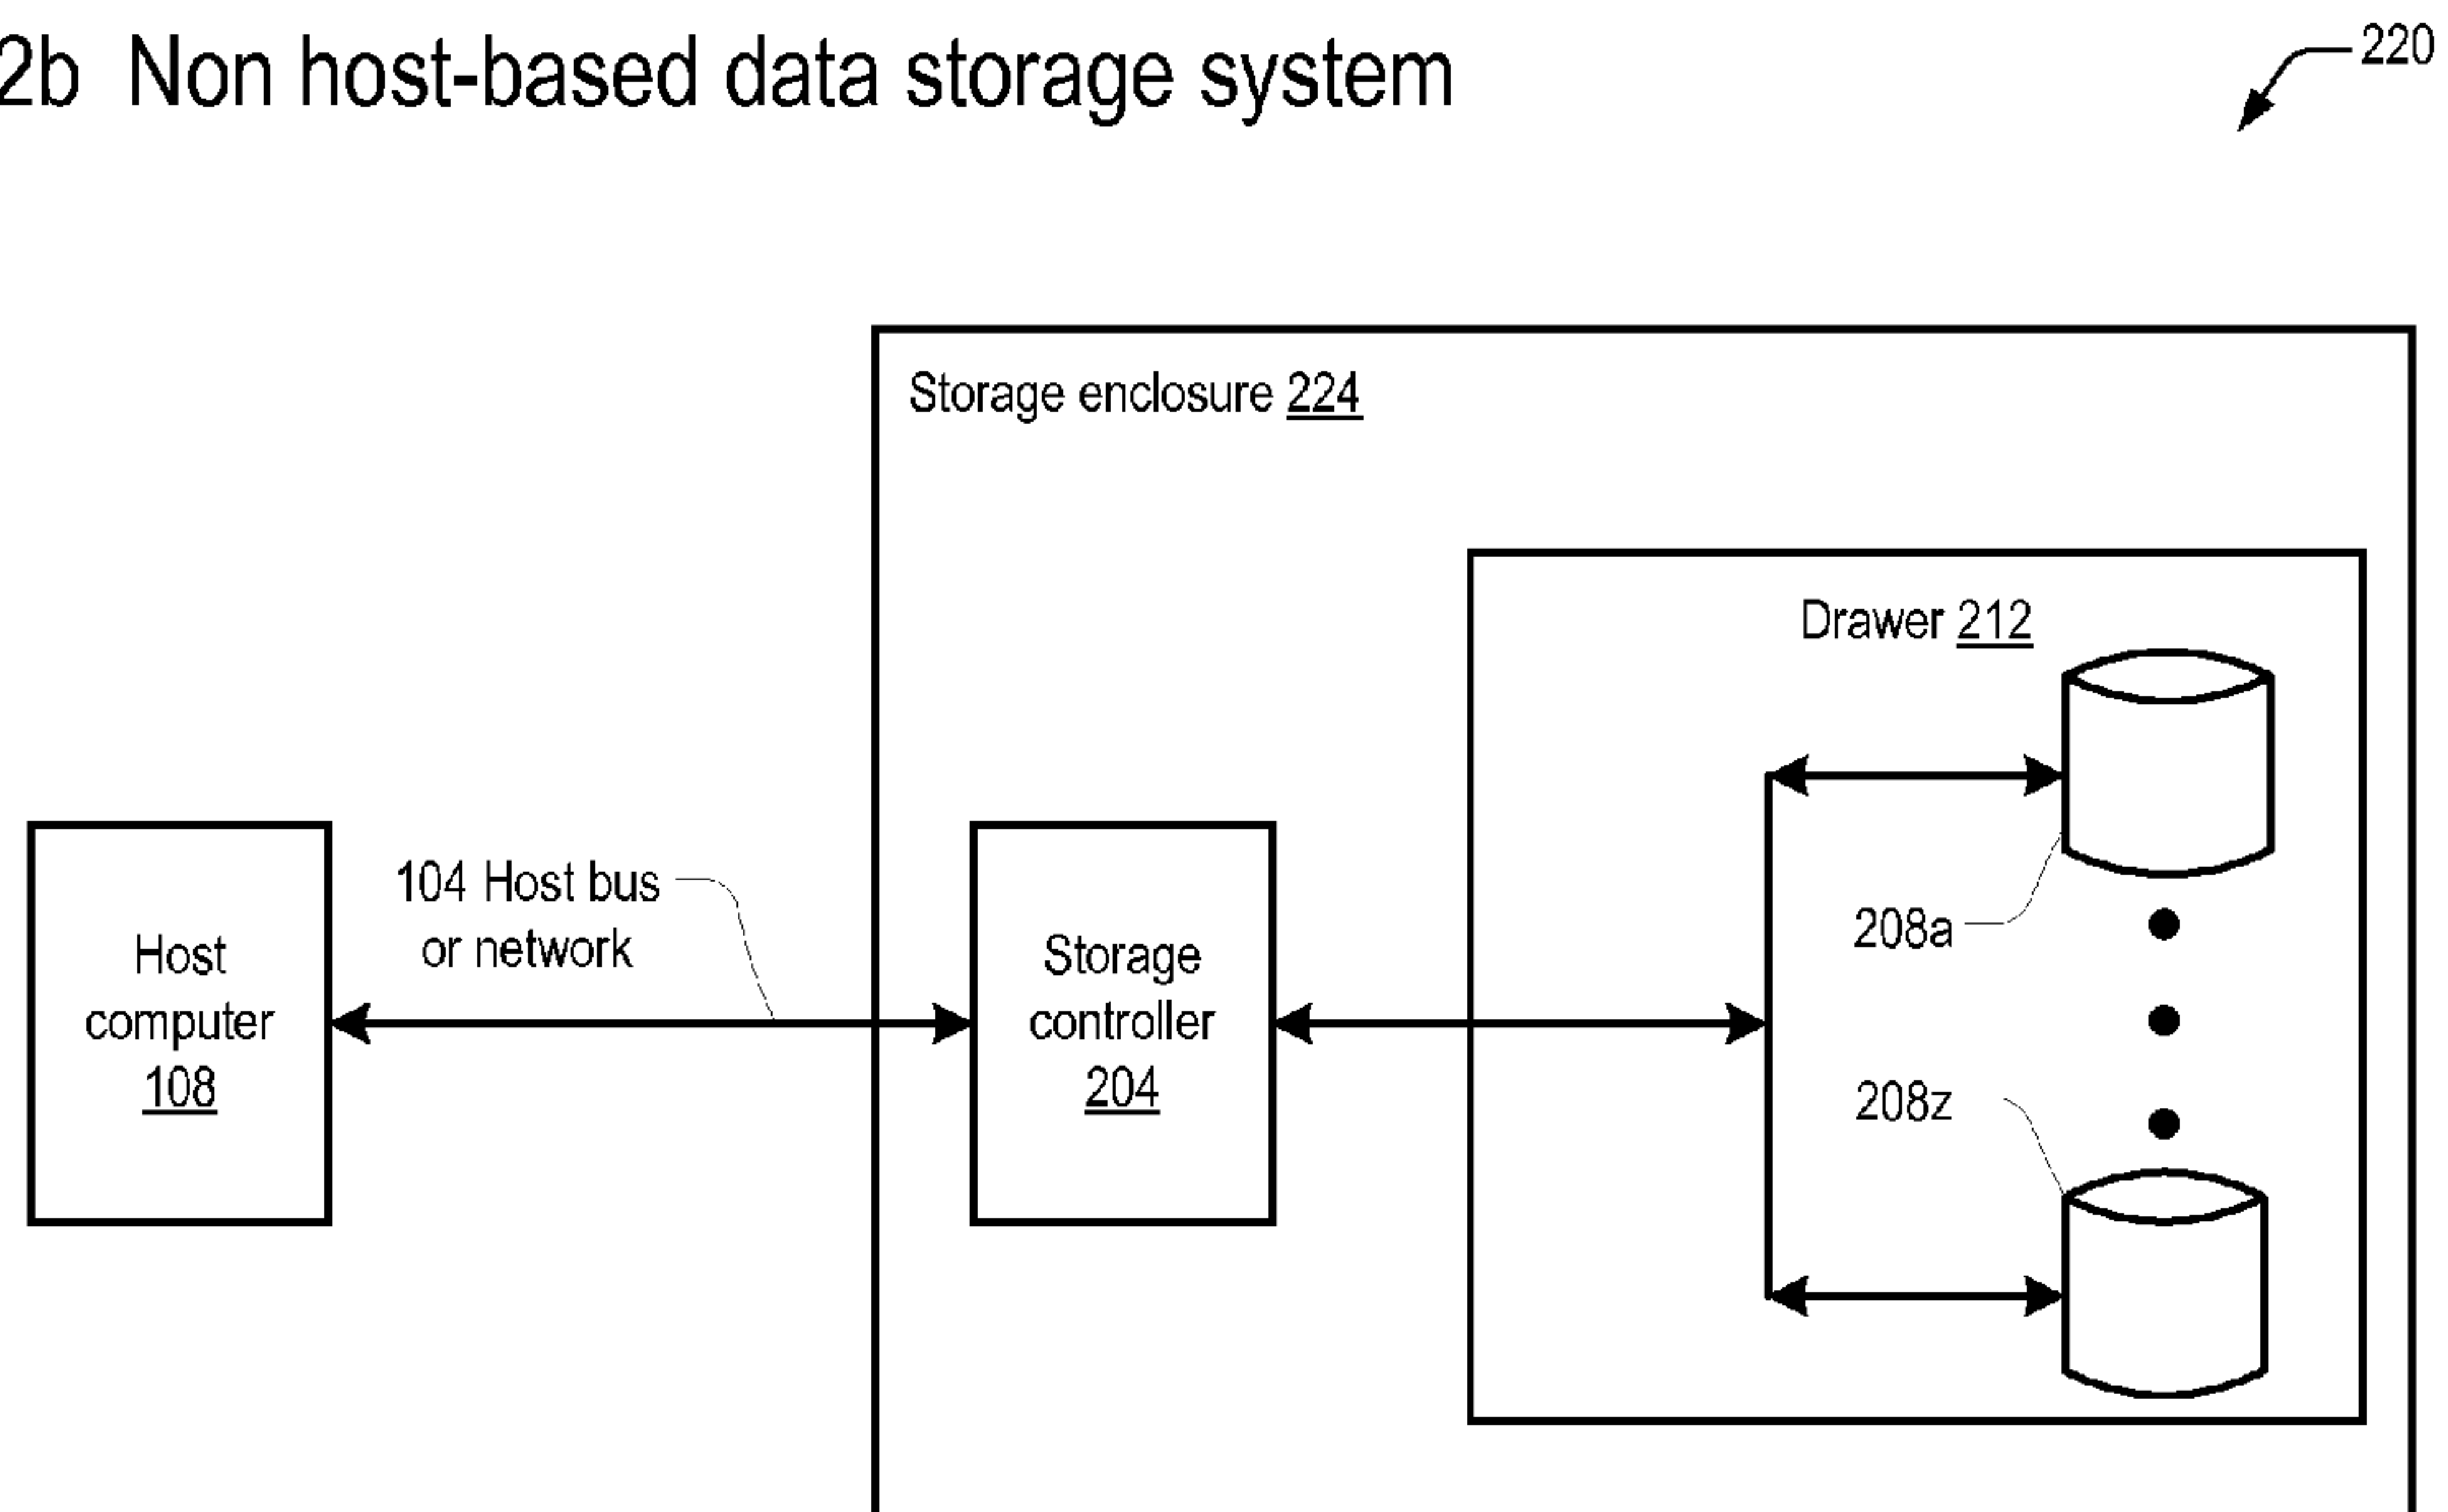 2b Non host-based data storage system
220
Storage enclosure 224
Drawer 212
104 Host bus
or network
208a
Host
computer
108
Storage
controller
204
208z